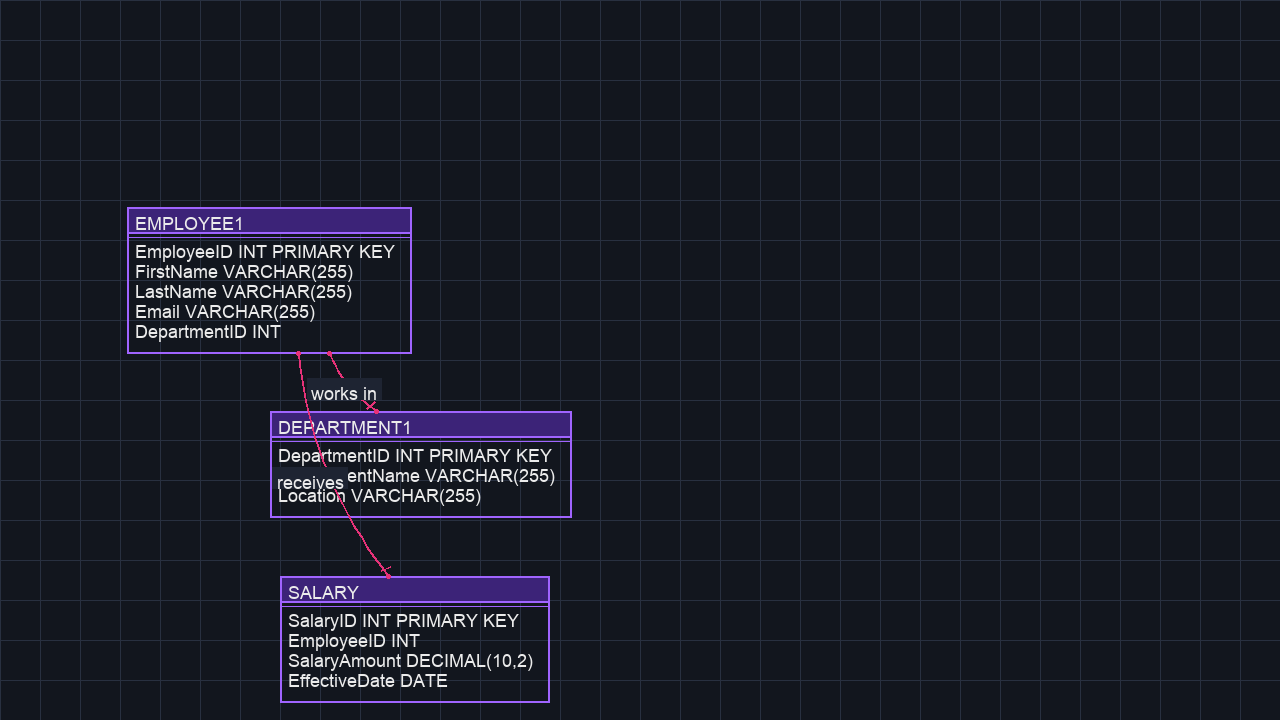 EMPLOYEE1
EmployeeID INT PRIMARY KEY
FirstName VARCHAR(255)
LastName VARCHAR(255)
Email VARCHAR(255)
DepartmentID INT
works in
DEPARTMENT1
DepartmentID INT PRIMARY KEY
entName VARCHAR(255)
receives
Location VARCHAR(255)
SALARY
SalaryID INT PRIMARY KEY
EmployeeID INT
SalaryAmount DECIMAL(10,2)
EffectiveDate DATE